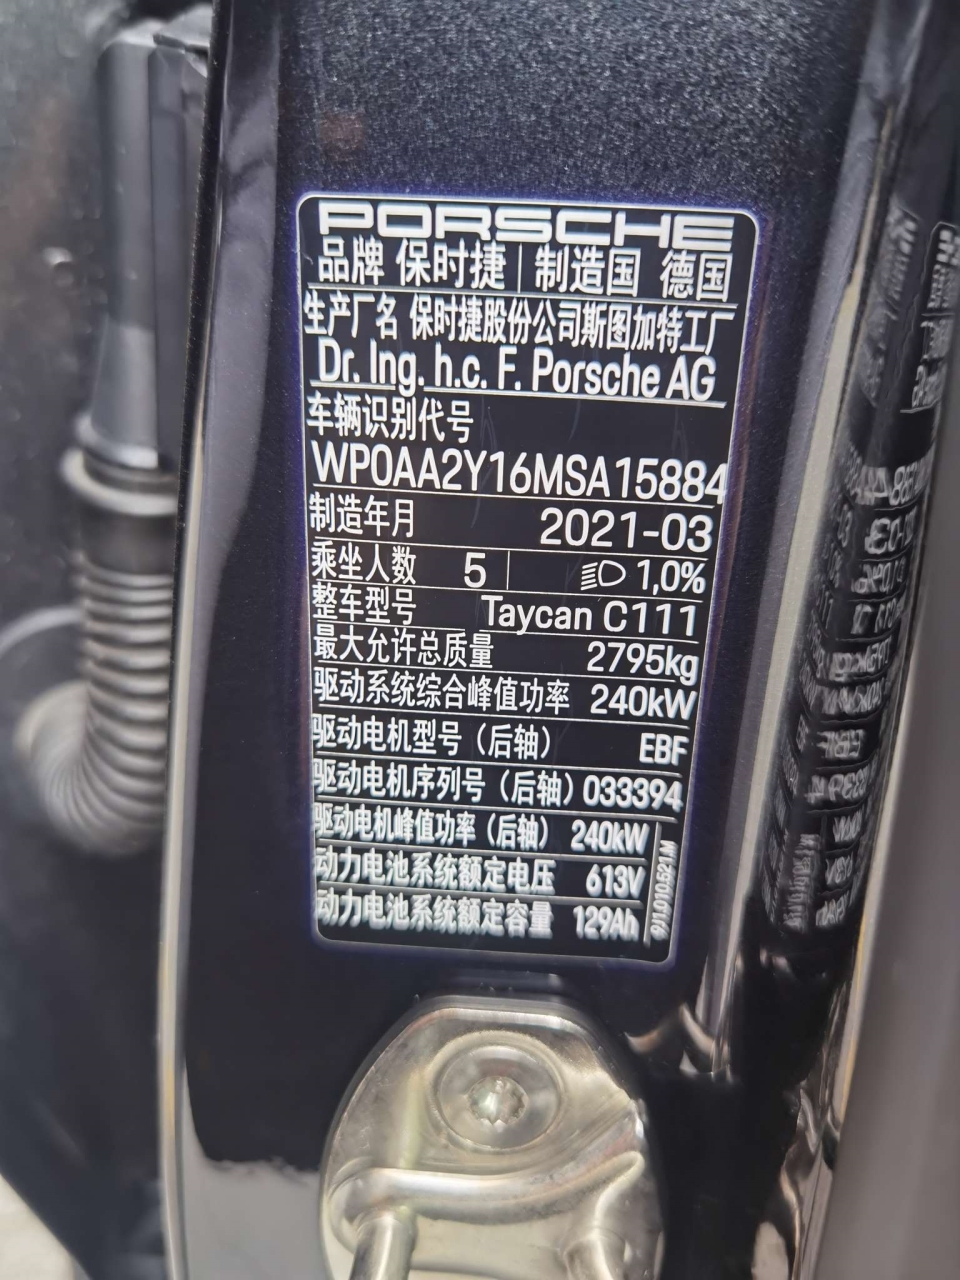 PORSCHE
品牌 保时捷 制造国 德国
生产厂名 保时捷股份公司斯图加特工厂
Dr. Ing. h.c. F. Porsche AG
车辆识别代号
WP0AA2Y16MSA15884
制造年月 2021-03
乘坐人数 5 1,0%
整车型号 Taycan C111
最大允许总质量 2795kg
驱动系统综合峰值功率 240kW
驱动电机型号（后轴） EBF
驱动电机序列号（后轴）033394
驱动电机峰值功率（后轴） 240kW
动力电池系统额定电压 613V
动力电池系统额定容量 129Ah
9J1.010.521.M